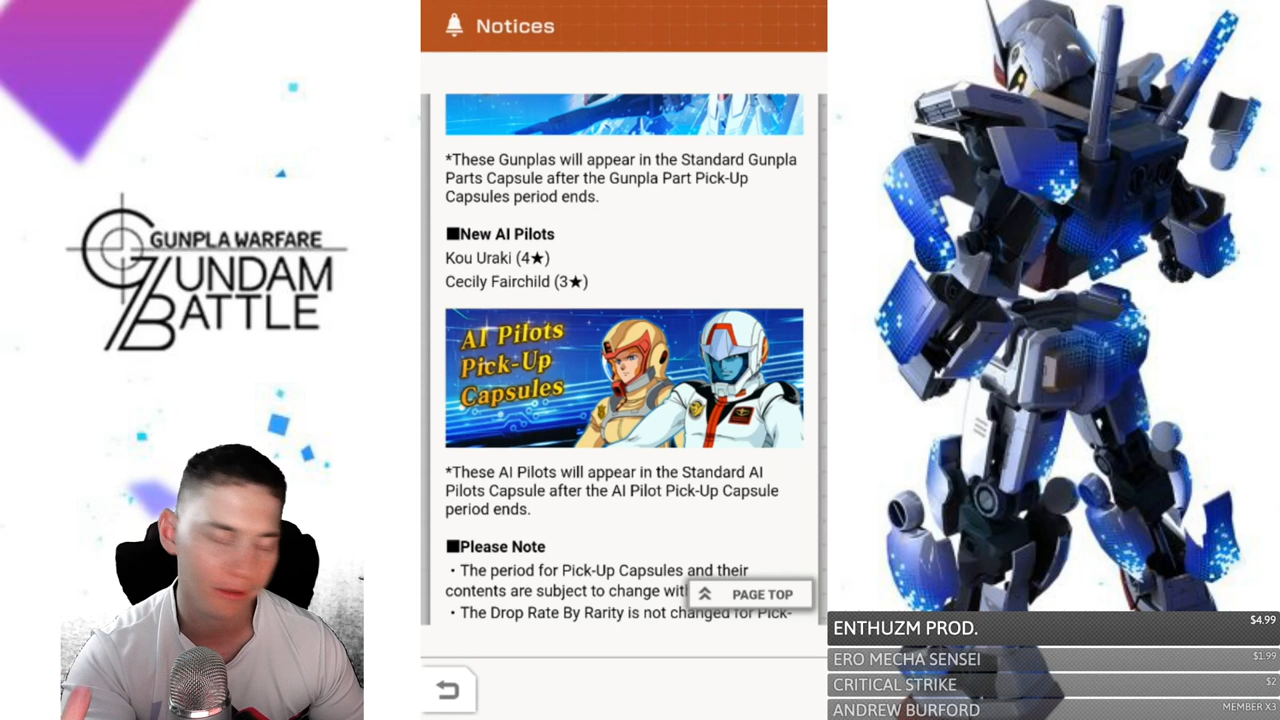 GUNPLA WARFARE
GUNDAM
BATTLE
Notices
*These Gunplas will appear in the Standard Gunpla
Parts Capsule after the Gunpla Part Pick-Up
Capsules period ends.
■New AI Pilots
Kou Uraki (4★)
Cecily Fairchild (3★)
AI Pilots
Pick-Up
Capsules
*These AI Pilots will appear in the Standard AI
Pilots Capsule after the AI Pilot Pick-Up Capsule
period ends.
■Please Note
・The period for Pick-Up Capsules and their
contents are subject to change wit
PAGE TOP
・The Drop Rate By Rarity is not changed for Pick-
ENTHUZM PROD. $4.99
ERO MECHA SENSEI $1.99
CRITICAL STRIKE $2
ANDREW BURFORD MEMBER X3